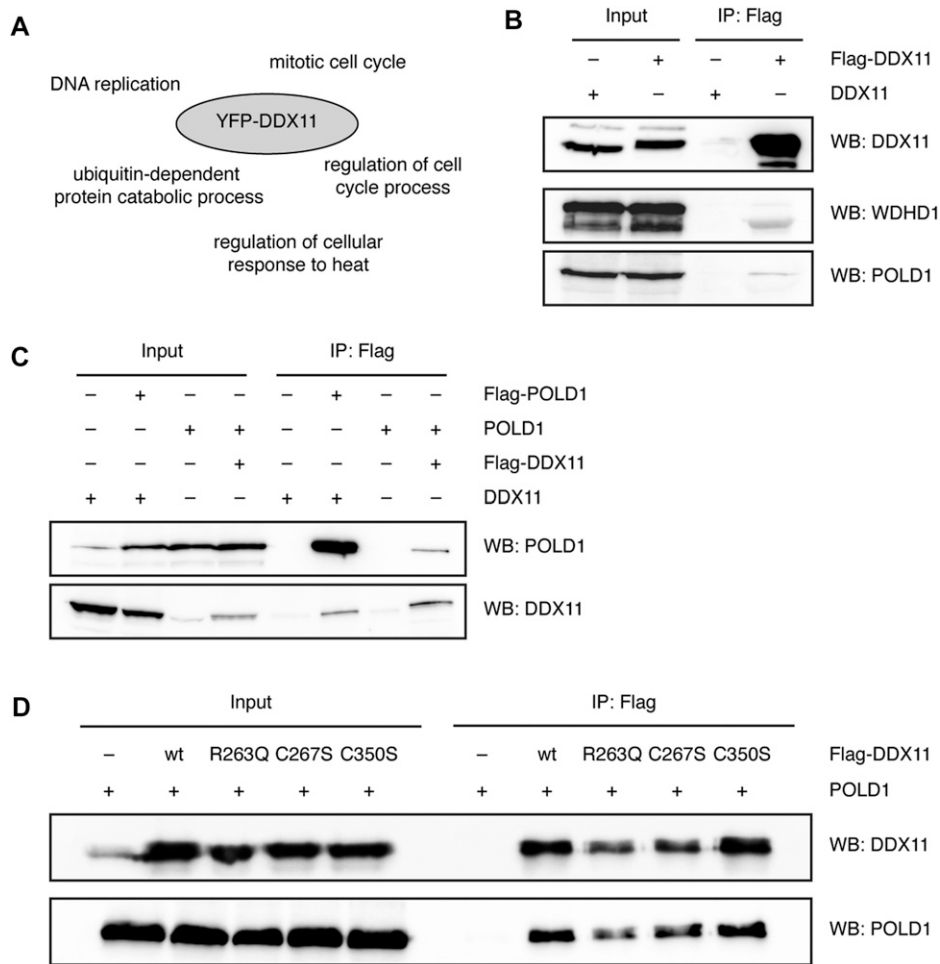 A
mitotic cell cycle
DNA replication
YFP-DDX11
ubiquitin-dependent
protein catabolic process
regulation of cell
cycle process
regulation of cellular
response to heat
B
Input IP: Flag
– + – + Flag-DDX11
+ – + – DDX11
WB: DDX11
WB: WDHD1
WB: POLD1
C
Input IP: Flag
– + – – – + – – Flag-POLD1
– – + + – – + + POLD1
– – – + – – – + Flag-DDX11
+ + – – + + – – DDX11
WB: POLD1
WB: DDX11
D
Input IP: Flag
– wt R263Q C267S C350S – wt R263Q C267S C350S Flag-DDX11
+ + + + + + + + + + POLD1
WB: DDX11
WB: POLD1